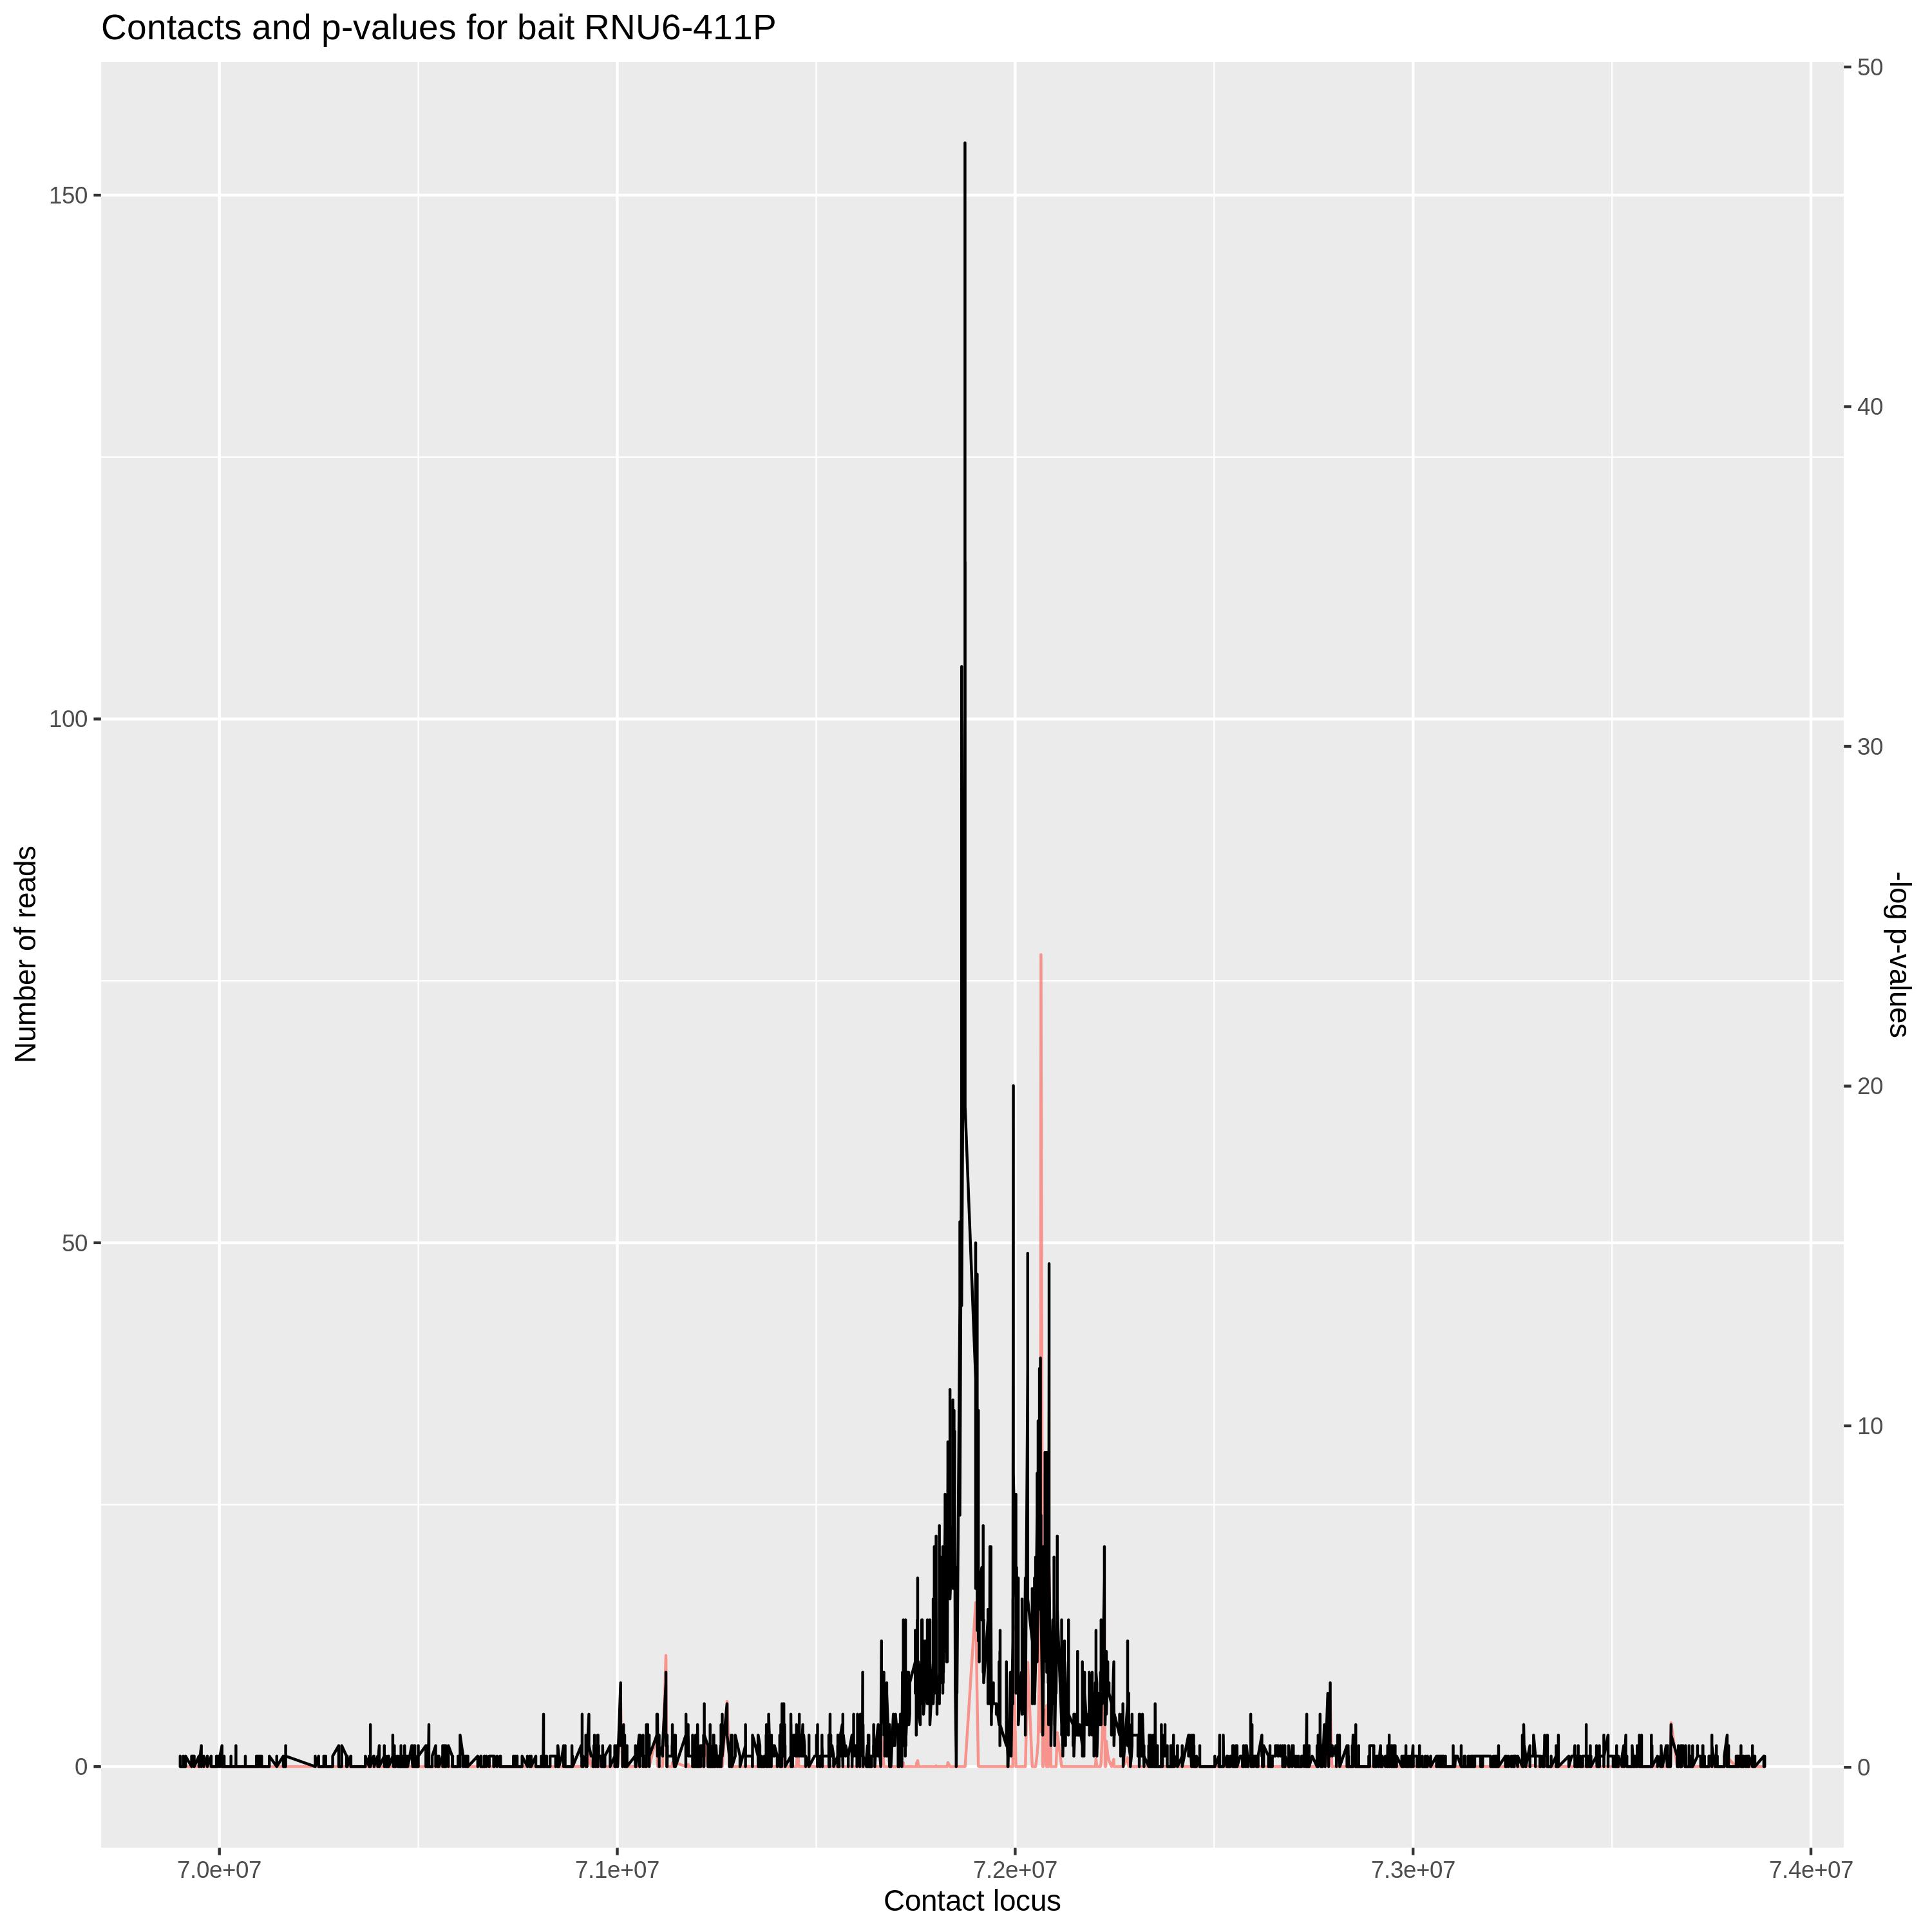 Contacts and p-values for bait RNU6-411P
Number of reads
150
100
50
0
50
40
30
20
10
0
-log p-values
7.0e+07
7.1e+07
7.2e+07
7.3e+07
7.4e+07
Contact locus